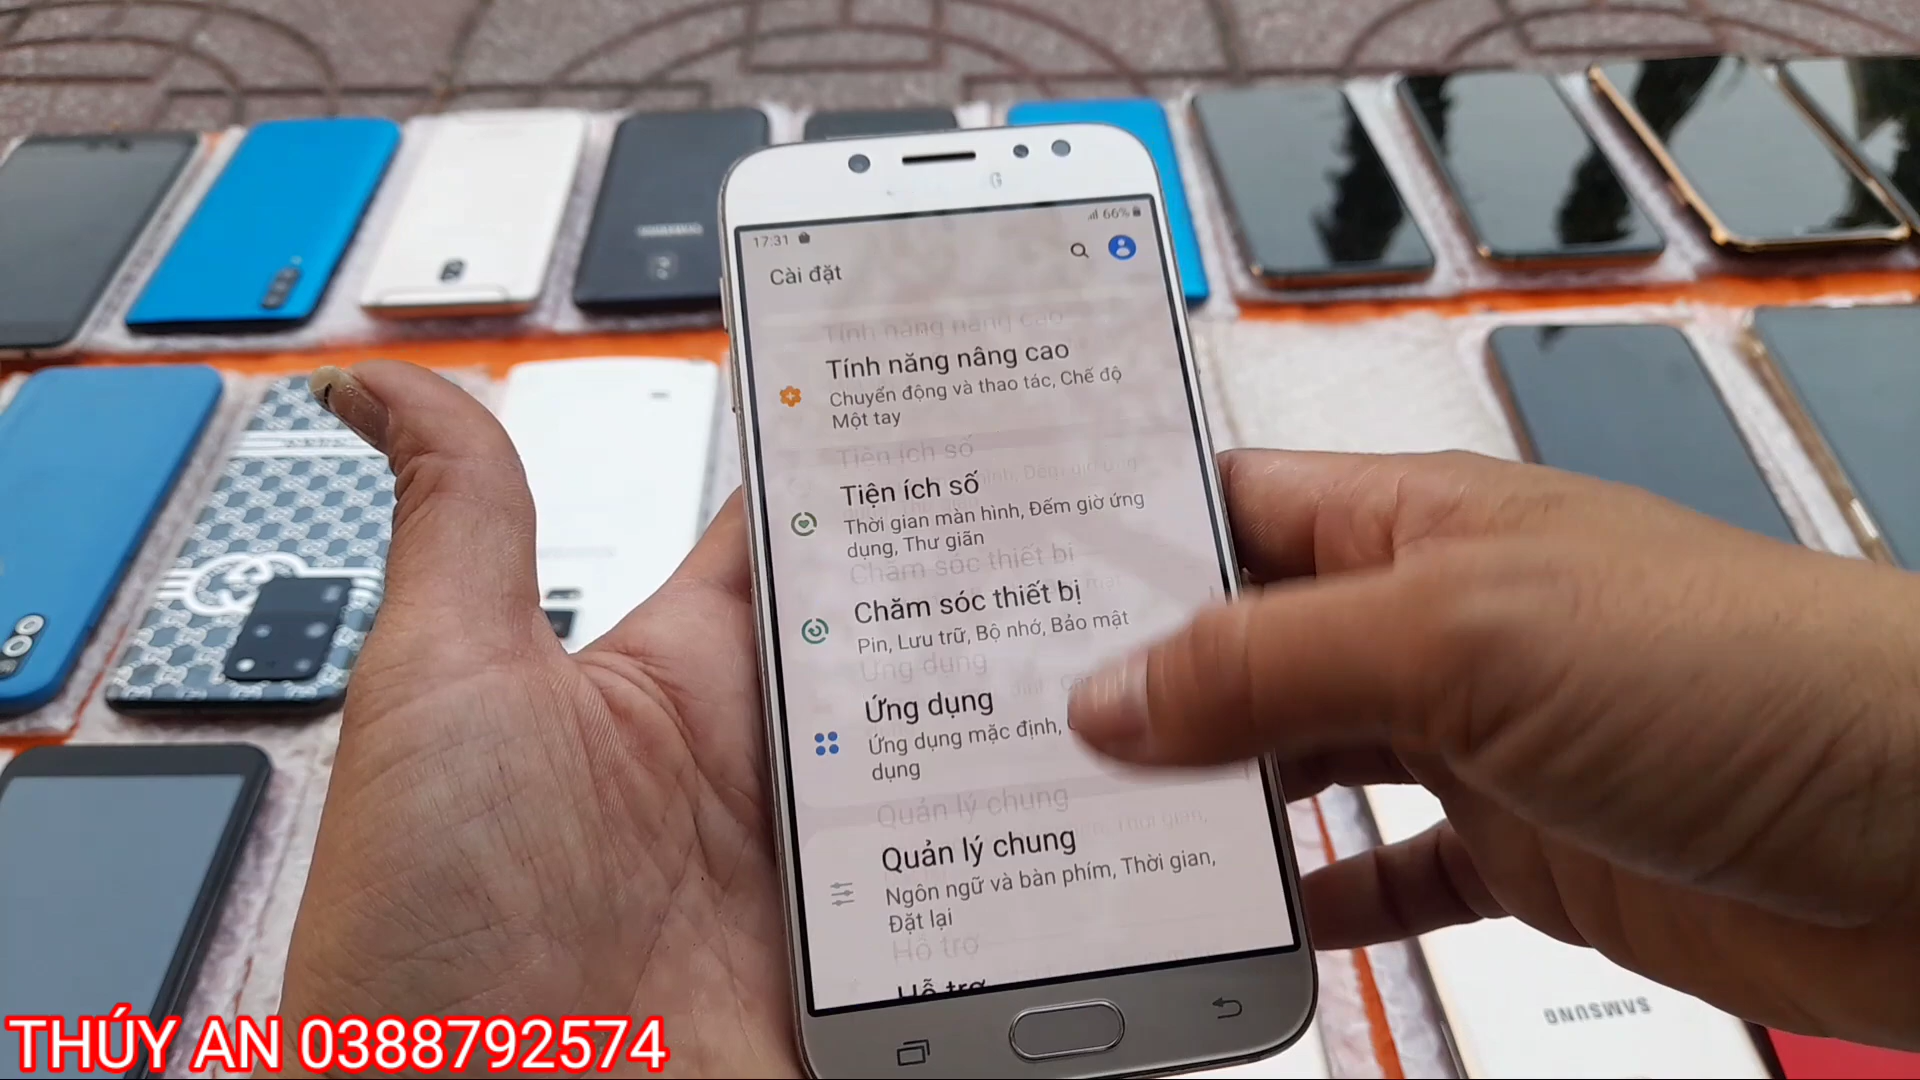 17:31
66%
Cài đặt
Tính năng nâng cao
Chuyển động và thao tác, Chế độ
Một tay
Tiện ích số
Thời gian màn hình, Đếm giờ ứng
dụng, Thư giãn
Chăm sóc thiết bị
Pin, Lưu trữ, Bộ nhớ, Bảo mật
Ứng dụng
Ứng dụng mặc định,
dụng
Quản lý chung
Ngôn ngữ và bàn phím, Thời gian,
Đặt lại
Hỗ trợ
SAMSUNG
THÚY AN 0388792574